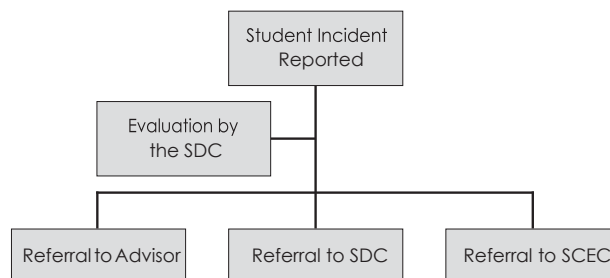 Student Incident
Reported
Evaluation by
the SDC
Referral to Advisor
Referral to SDC
Referral to SCEC